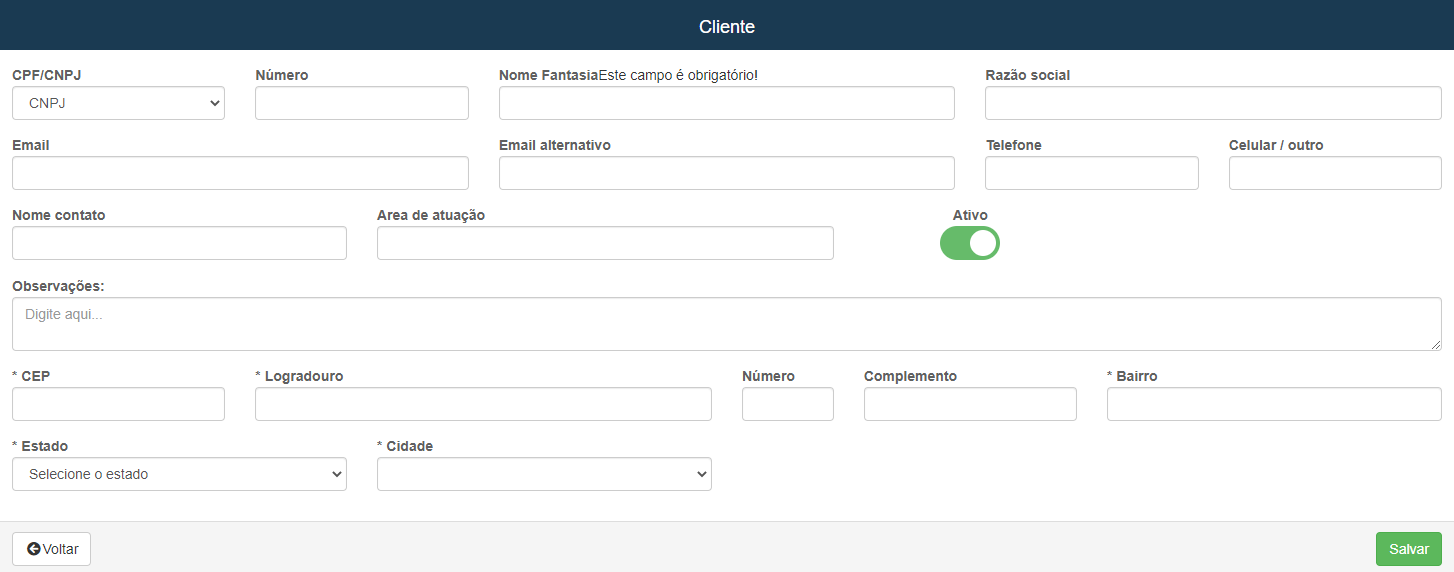 Cliente
CPF/CNPJ Número Nome FantasiaEste campo é obrigatório! Razão social
CNPJ
Email Email alternativo Telefone Celular / outro
Nome contato Area de atuação Ativo
Observações:
Digite aqui...
* CEP * Logradouro Número Complemento * Bairro
* Estado * Cidade
Selecione o estado
Voltar Salvar